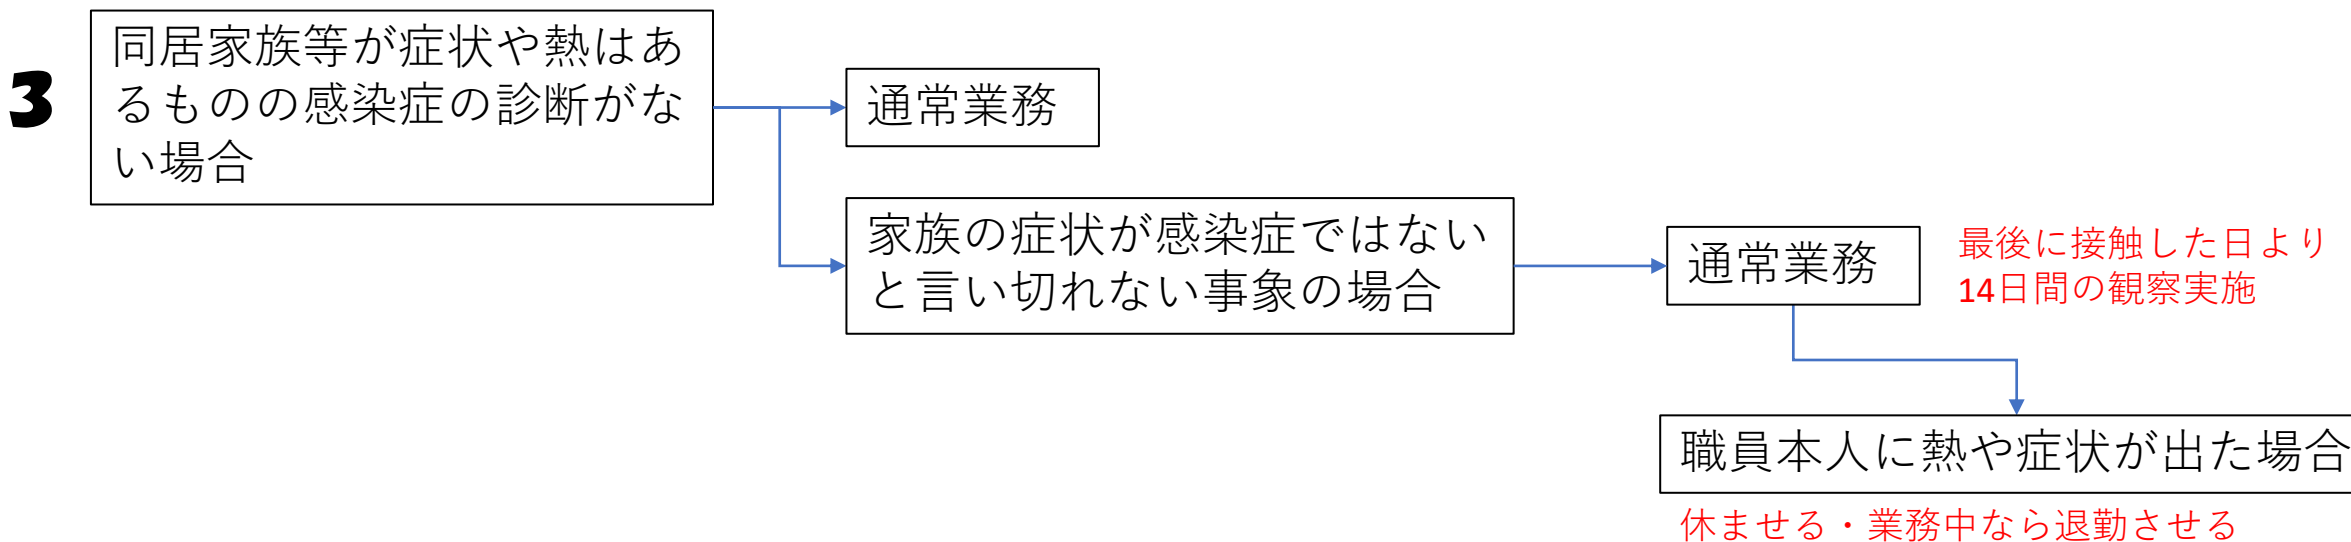 3
同居家族等が症状や熱はあ
るものの感染症の診断がな
い場合
通常業務
家族の症状が感染症ではない
と言い切れない事象の場合
通常業務
最後に接触した日より
14日間の観察実施
職員本人に熱や症状が出た場合
休ませる・業務中なら退勤させる